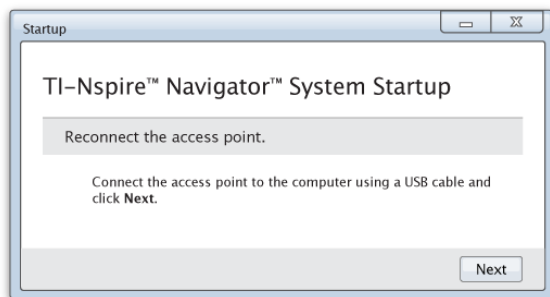 Startup
TI-Nspire™ Navigator™ System Startup
Reconnect the access point.
Connect the access point to the computer using a USB cable and
click Next.
Next